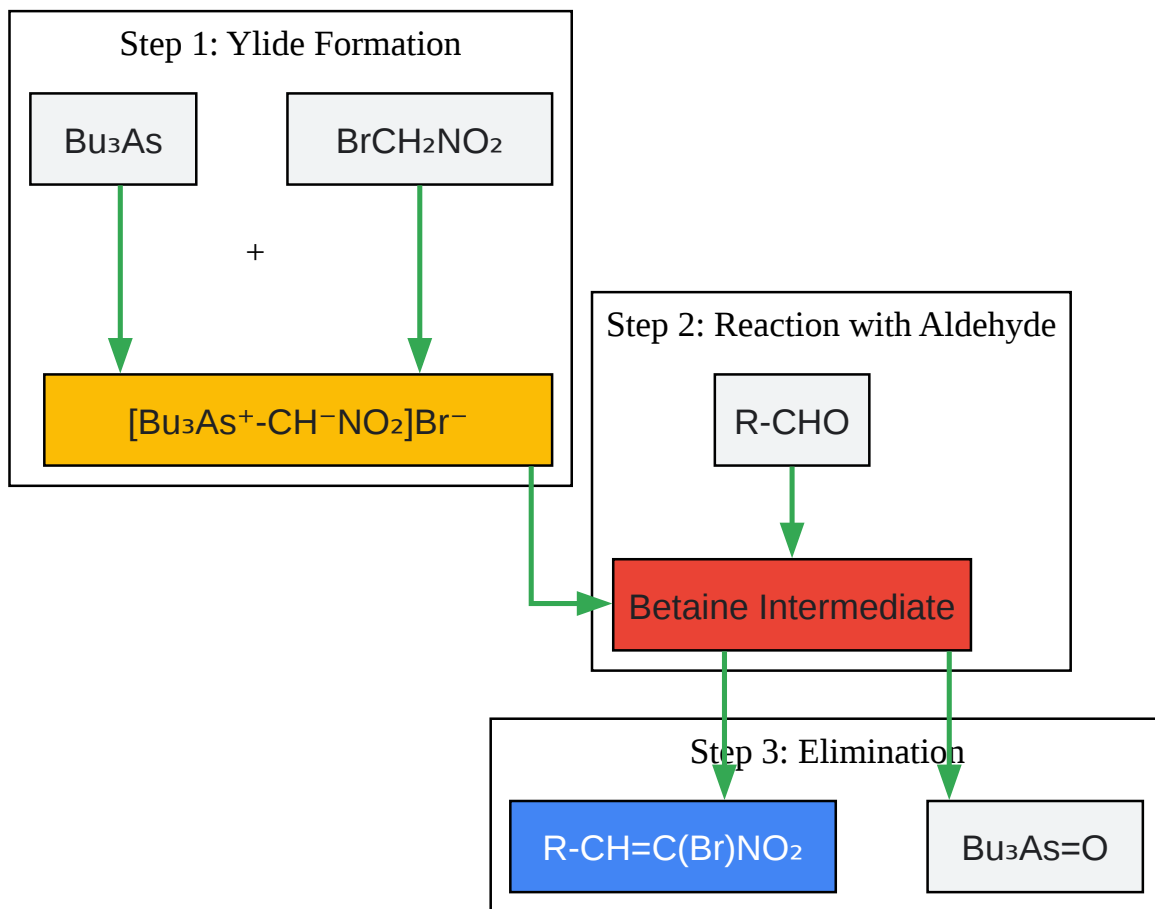 Step 1: Ylide Formation
Bu₃As
BrCH₂NO₂
+
[Bu₃As⁺-CH⁻NO₂]Br⁻
Step 2: Reaction with Aldehyde
R-CHO
Betaine Intermediate
Step 3: Elimination
R-CH=C(Br)NO₂
Bu₃As=O